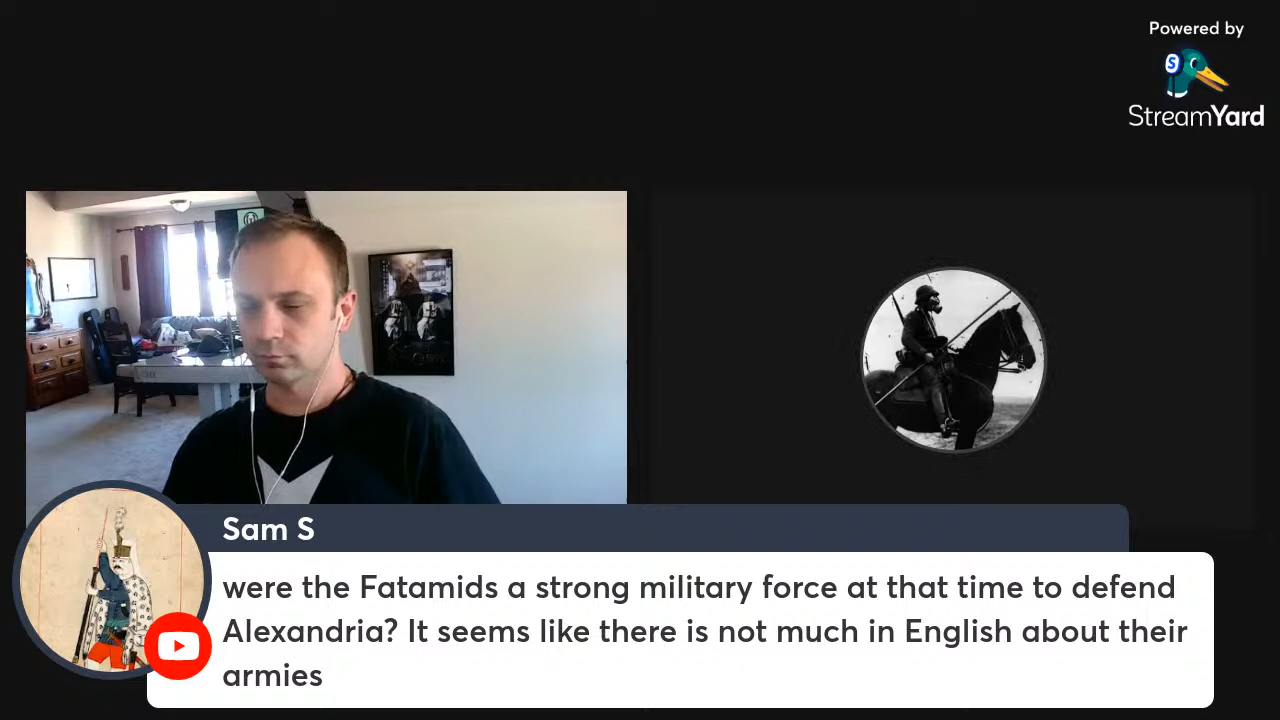 Powered by
StreamYard
Sam S
were the Fatamids a strong military force at that time to defend
Alexandria? It seems like there is not much in English about their
armies